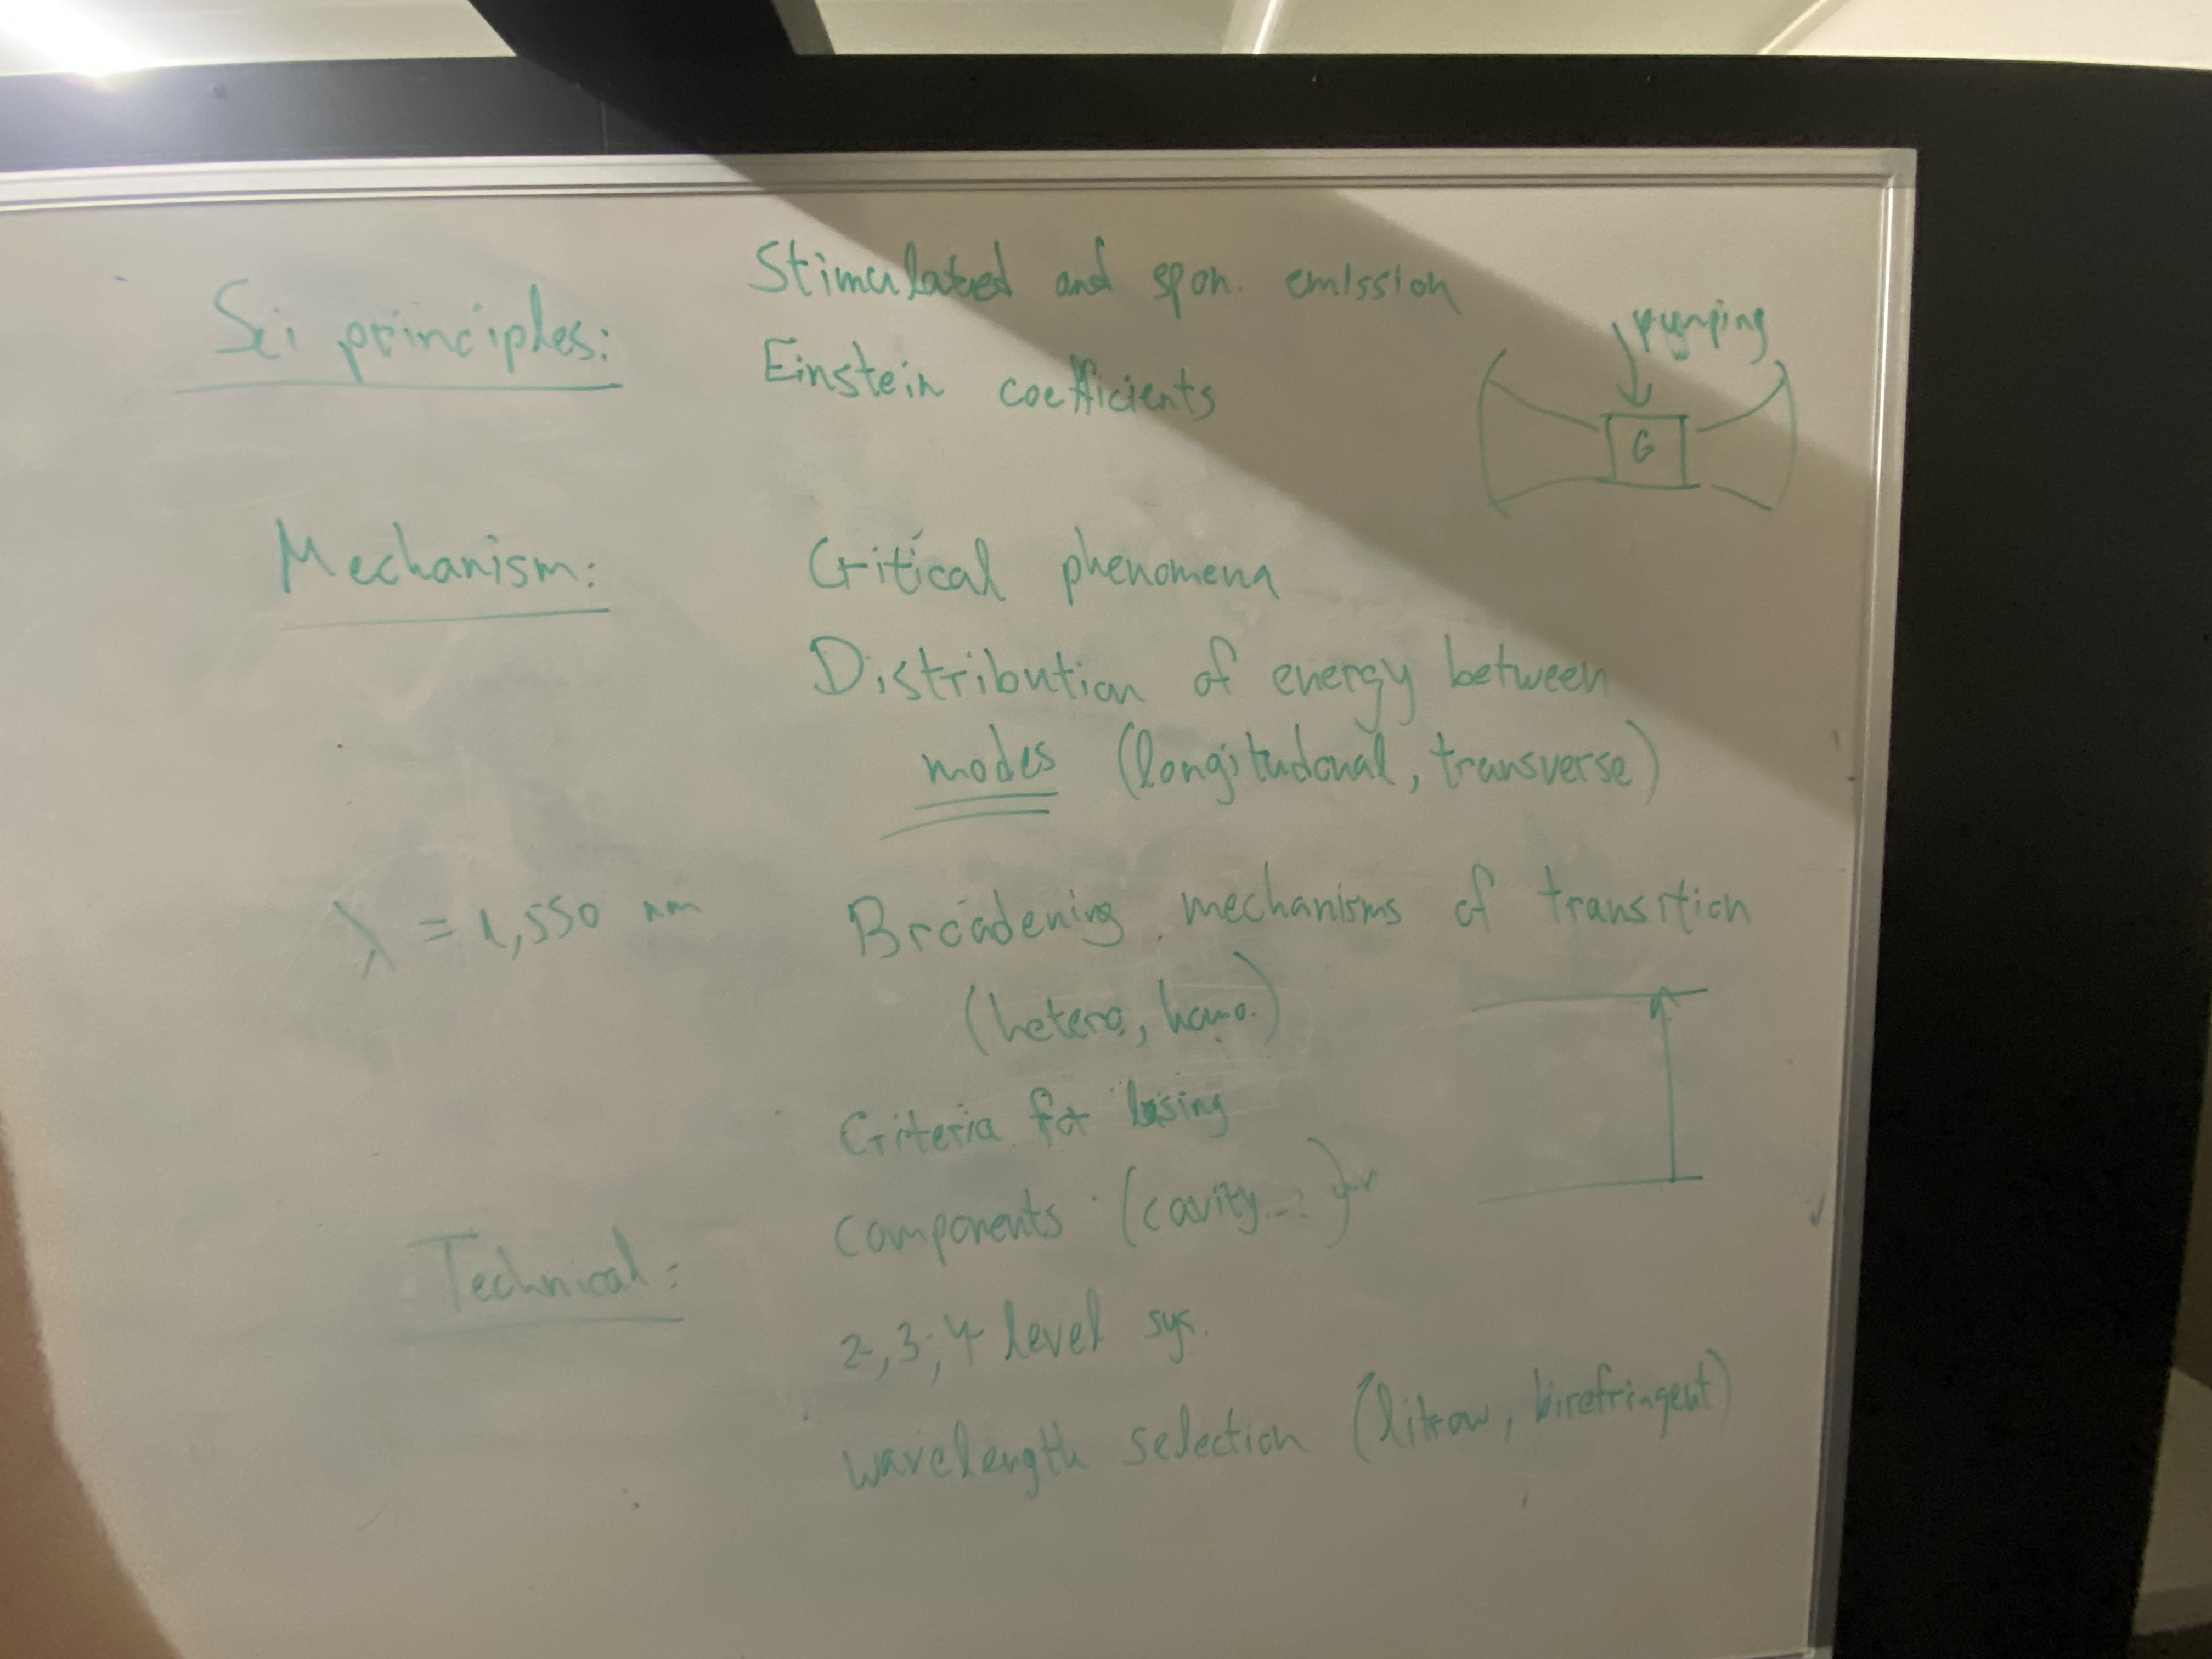 Sci principles:
Stimulated and spon. emission
Einstein coefficients
pumping
G
Mechanism:
Critical phenomena
Distribution of energy between
modes (longitudonal, transverse)
λ = 1,550 nm
Broadening mechanisms of transition
(hetero, homo.)
Criteria for lasing
Technical:
components (cavity...)
2,3,4 level sys.
wavelength selection (litrow, birefringent)